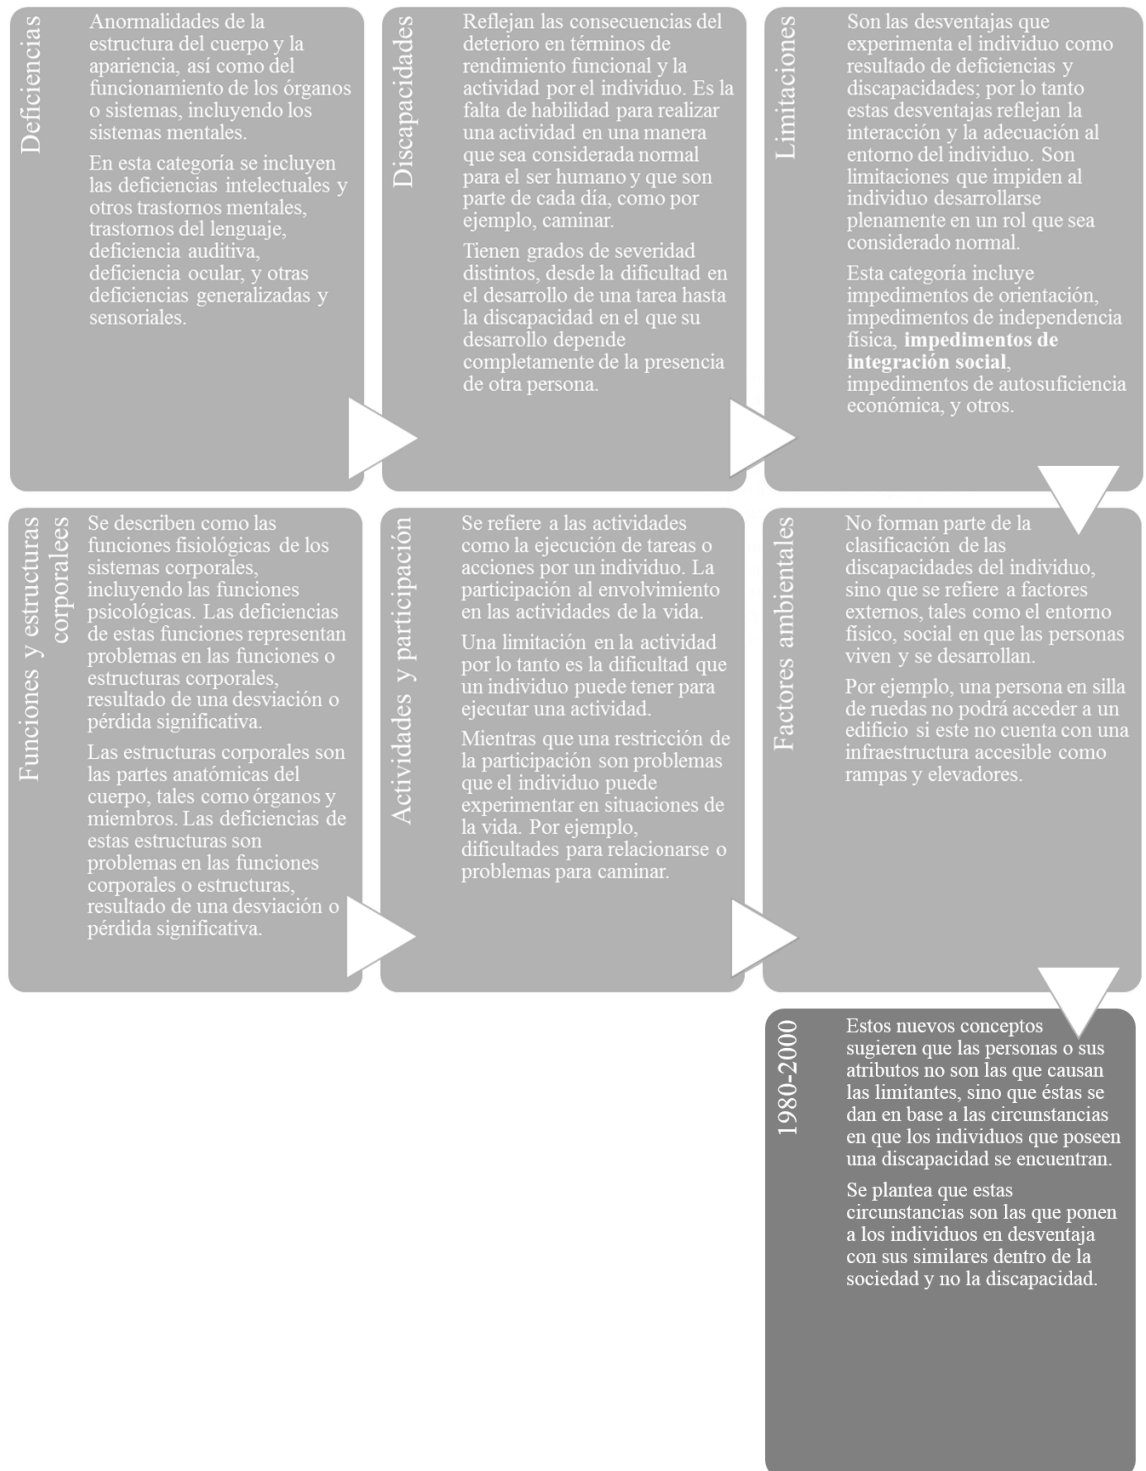 Deficiencias
Anormalidades de la
estructura del cuerpo y la
apariencia, así como del
funcionamiento de los órganos
o sistemas, incluyendo los
sistemas mentales.
En esta categoría se incluyen
las deficiencias intelectuales y
otros trastornos mentales,
trastornos del lenguaje,
deficiencia auditiva,
deficiencia ocular, y otras
deficiencias generalizadas y
sensoriales.
Discapacidades
Reflejan las consecuencias del
deterioro en términos de
rendimiento funcional y la
actividad por el individuo. Es la
falta de habilidad para realizar
una actividad en una manera
que sea considerada normal
para el ser humano y que son
parte de cada día, como por
ejemplo, caminar.
Tienen grados de severidad
distintos, desde la dificultad en
el desarrollo de una tarea hasta
la discapacidad en el que su
desarrollo depende
completamente de la presencia
de otra persona.
Limitaciones
Son las desventajas que
experimenta el individuo como
resultado de deficiencias y
discapacidades; por lo tanto
estas desventajas reflejan la
interacción y la adecuación al
entorno del individuo. Son
limitaciones que impiden al
individuo desarrollarse
plenamente en un rol que sea
considerado normal.
Esta categoría incluye
impedimentos de orientación,
impedimentos de independencia
física, impedimentos de
integración social,
impedimentos de autosuficiencia
económica, y otros.
Funciones y estructuras
corporalees
Se describen como las
funciones fisiológicas de los
sistemas corporales,
incluyendo las funciones
psicológicas. Las deficiencias
de estas funciones representan
problemas en las funciones o
estructuras corporales,
resultado de una desviación o
pérdida significativa.
Las estructuras corporales son
las partes anatómicas del
cuerpo, tales como órganos y
miembros. Las deficiencias de
estas estructuras son
problemas en las funciones
corporales o estructuras,
resultado de una desviación o
pérdida significativa.
Actividades y participación
Se refiere a las actividades
como la ejecución de tareas o
acciones por un individuo. La
participación al envolvimiento
en las actividades de la vida.
Una limitación en la actividad
por lo tanto es la dificultad que
un individuo puede tener para
ejecutar una actividad.
Mientras que una restricción de
la participación son problemas
que el individuo puede
experimentar en situaciones de
la vida. Por ejemplo,
dificultades para relacionarse o
problemas para caminar.
Factores ambientales
No forman parte de la
clasificación de las
discapacidades del individuo,
sino que se refiere a factores
externos, tales como el entorno
físico, social en que las personas
viven y se desarrollan.
Por ejemplo, una persona en silla
de ruedas no podrá acceder a un
edificio si este no cuenta con una
infraestructura accesible como
rampas y elevadores.
1980-2000
Estos nuevos conceptos
sugieren que las personas o sus
atributos no son las que causan
las limitantes, sino que éstas se
dan en base a las circunstancias
en que los individuos que poseen
una discapacidad se encuentran.
Se plantea que estas
circunstancias son las que ponen
a los individuos en desventaja
con sus similares dentro de la
sociedad y no la discapacidad.